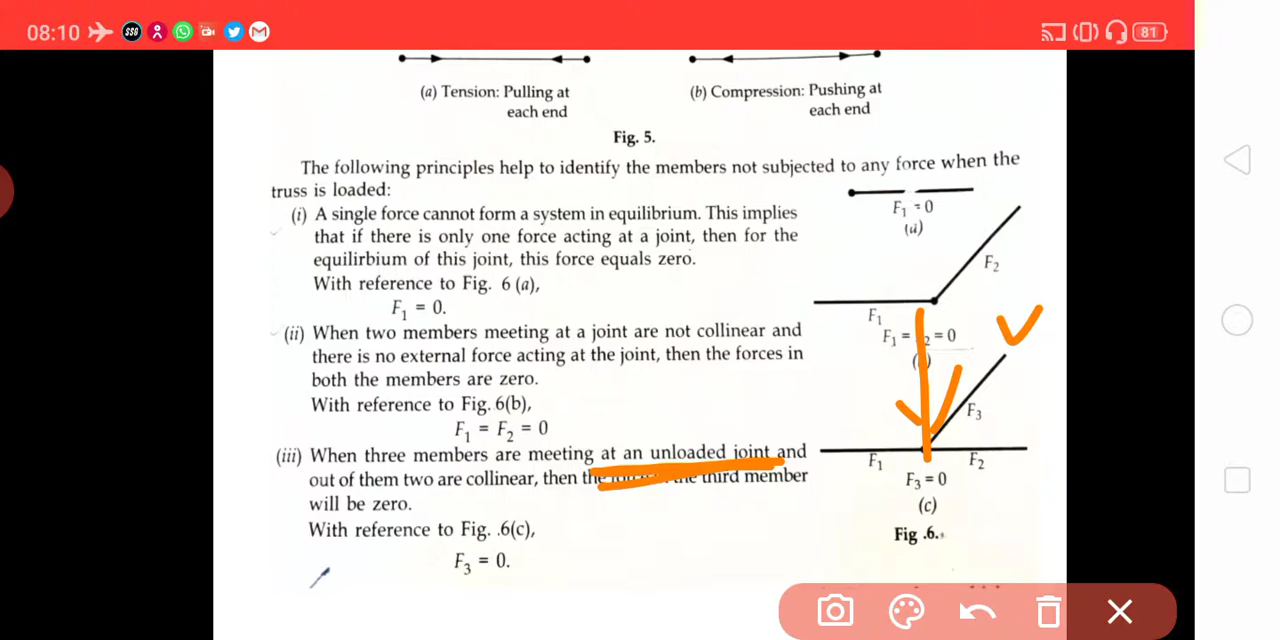 08:10 SSG 81
(a) Tension: Pulling at
each end
(b) Compression: Pushing at
each end
Fig. 5.
The following principles help to identify the members not subjected to any force when the
truss is loaded:
(i) A single force cannot form a system in equilibrium. This implies
that if there is only one force acting at a joint, then for the
equilirbium of this joint, this force equals zero.
With reference to Fig. 6 (a),
F₁ = 0.
(ii) When two members meeting at a joint are not collinear and
there is no external force acting at the joint, then the forces in
both the members are zero.
With reference to Fig. 6(b),
F₁ = F₂ = 0
(iii) When three members are meeting at an unloaded joint and
out of them two are collinear, then the third member
will be zero.
With reference to Fig. .6(c),
F₃ = 0.
F₁ = 0
(a)
F₂
F₁
F₁ = ₂ = 0
F₃
F₁
F₂
F₃ = 0
(c)
Fig .6.